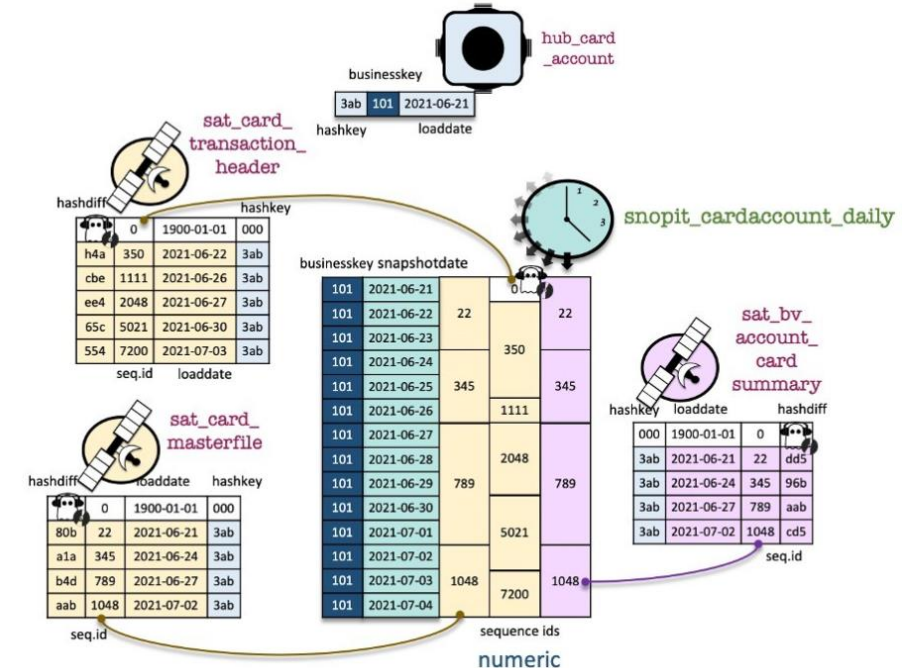 hub_card
_account
businesskey
3ab 101 2021-06-21
hashkey loaddate
sat_card_
transaction_
header
hashdiff hashkey
0 1900-01-01 000
h4a 350 2021-06-22 3ab
cbe 1111 2021-06-26 3ab
ee4 2048 2021-06-27 3ab
65c 5021 2021-06-30 3ab
554 7200 2021-07-03 3ab
seq.id loaddate
1
2
3
snopit_cardaccount_daily
businesskey snapshotdate
101 2021-06-21 0
101 2021-06-22 22 22
101 2021-06-23 350
101 2021-06-24
101 2021-06-25 345 345
101 2021-06-26 1111
101 2021-06-27
101 2021-06-28 2048
101 2021-06-29 789 789
101 2021-06-30
101 2021-07-01 5021
101 2021-07-02
101 2021-07-03 1048 1048
101 2021-07-04 7200
sequence ids
numeric
sat_card_
masterfile
hashdiff loaddate hashkey
0 1900-01-01 000
80b 22 2021-06-21 3ab
a1a 345 2021-06-24 3ab
b4d 789 2021-06-27 3ab
aab 1048 2021-07-02 3ab
seq.id
sat_bv_
account_
card
summary
hashkey loaddate hashdiff
000 1900-01-01 0
3ab 2021-06-21 22 dd5
3ab 2021-06-24 345 96b
3ab 2021-06-27 789 aab
3ab 2021-07-02 1048 cd5
seq.id